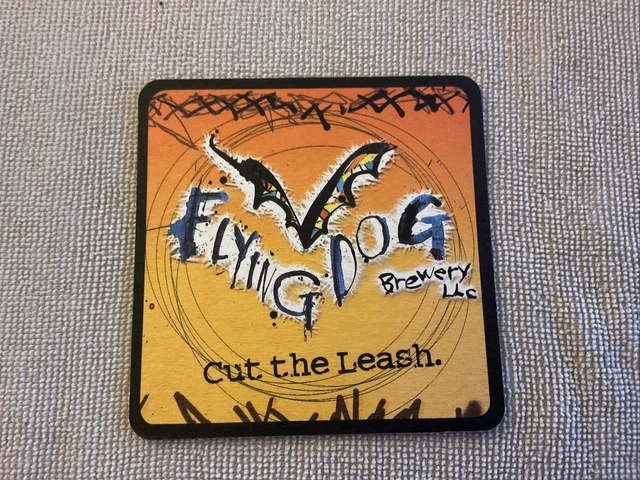 FLYING DOG
Brewery
LLC
Cut the Leash.